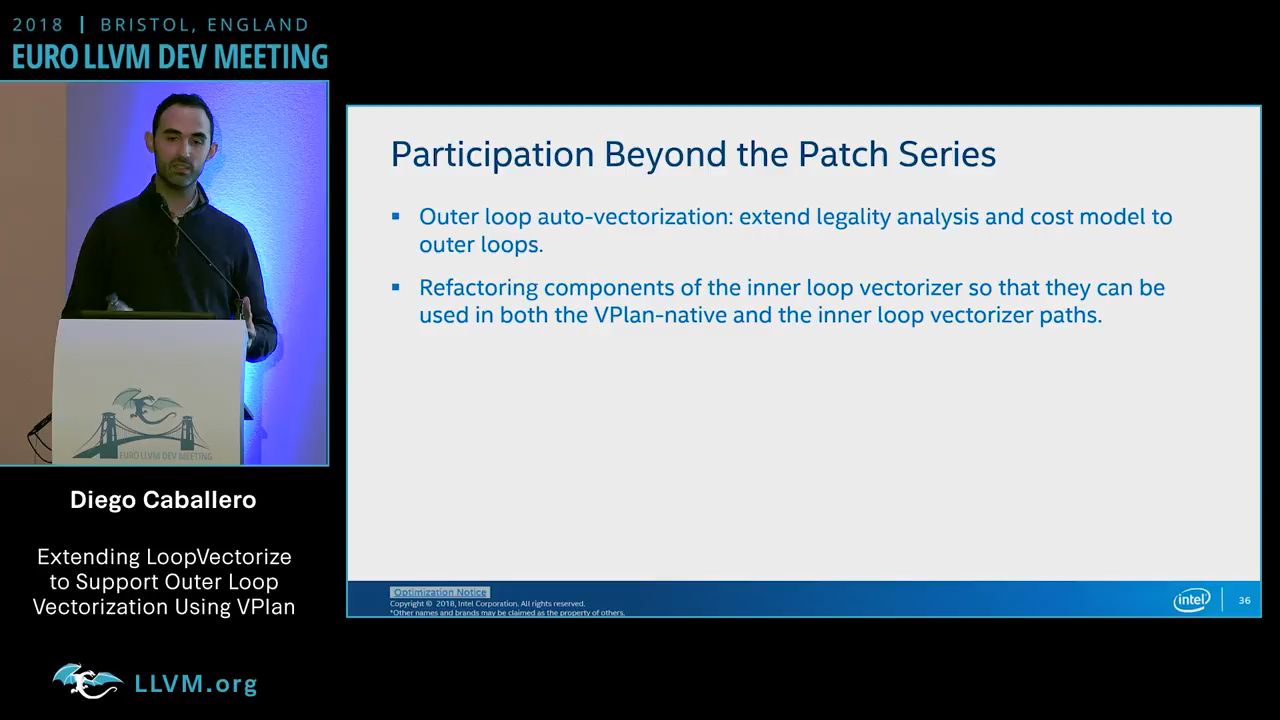 2018 | BRISTOL, ENGLAND
EURO LLVM DEV MEETING
EURO LLVM DEV MEETING
Diego Caballero
Extending LoopVectorize
to Support Outer Loop
Vectorization Using VPlan
LLVM.org
Participation Beyond the Patch Series
▪ Outer loop auto-vectorization: extend legality analysis and cost model to
outer loops.
▪ Refactoring components of the inner loop vectorizer so that they can be
used in both the VPlan-native and the inner loop vectorizer paths.
Optimization Notice
Copyright © 2018, Intel Corporation. All rights reserved.
*Other names and brands may be claimed as the property of others.
intel
36